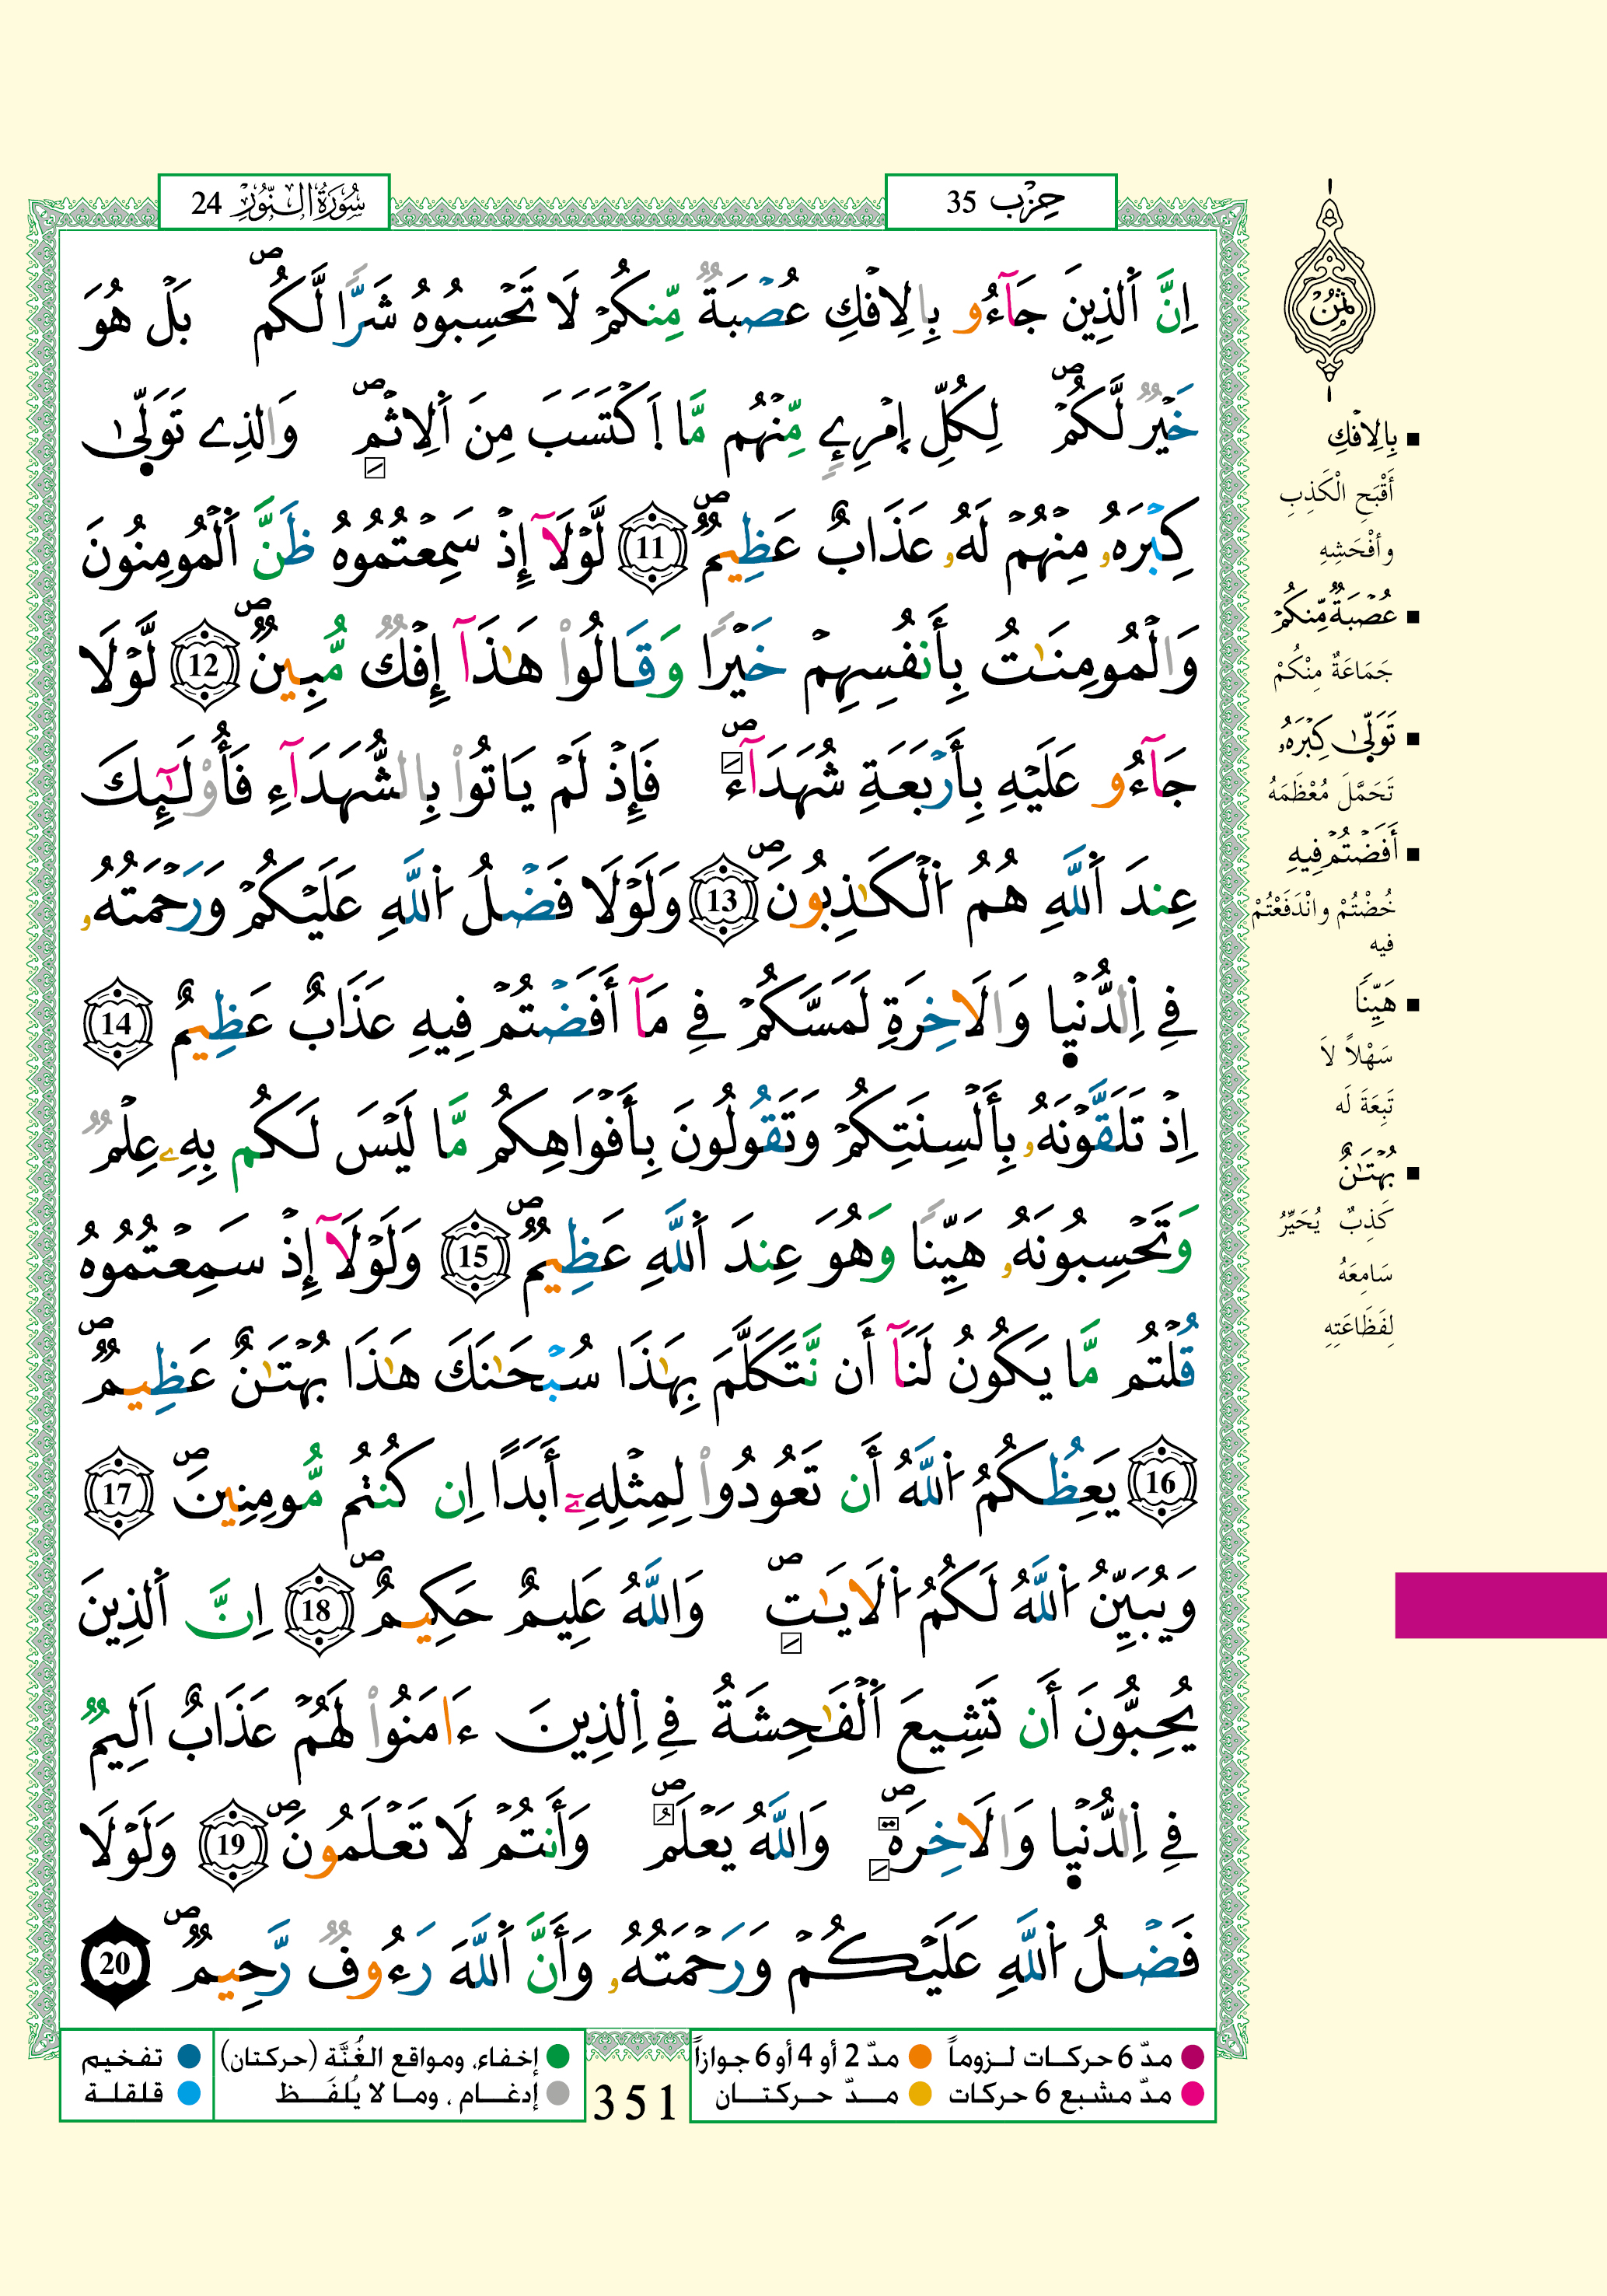 حِزْب 35
سُورَةُ النُّورِ 24
ثُمُن
اِنَّ اَ۬لذِينَ جَآءُو بِالِافْكِ عُصْبَةٞ مِّنكُمْ لَا تَحْسِبُوهُ شَرّاٗ لَّكُمۖ بَلْ هُوَ
خَيْرٞ لَّكُمْۖ لِكُلِّ اِمْرِےٕٖ مِّنْهُم مَّا اَ۪كْتَسَبَ مِنَ اَ۬لِاثْمِۖ وَالذِے تَوَلّ۪يٰ
كِبْرَهُۥ مِنْهُمْ لَهُۥ عَذَابٌ عَظِيمٞۖ 11 لَّوْلَآ إِذْ سَمِعْتُمُوهُ ظَنَّ اَ۬لْمُومِنُونَ
وَالْمُومِنَٰتُ بِأَنفُسِهِمْ خَيْراٗ وَقَالُواْ هَٰذَآ إِفْكٞ مُّبِينٞۖ 12 لَّوْلَا
جَآءُو عَلَيْهِ بِأَرْبَعَةِ شُهَدَآءَۖ فَإِذْ لَمْ يَاتُواْ بِالشُّهَدَآءِ فَأُوْلَٰٓئِكَ
عِندَ اَ۬للَّهِ هُمُ اُ۬لْكَٰذِبُونَۖ 13 وَلَوْلَا فَضْلُ اُ۬للَّهِ عَلَيْكُمْ وَرَحْمَتُهُۥ
فِے اِ۬لدُّنْي۪ا وَالَاخِرَةِ لَمَسَّكُمْ فِے مَآ أَفَضْتُمْ فِيهِ عَذَابٌ عَظِيمٌ 14
اِذْ تَلَقَّوْنَهُۥ بِأَلْسِنَتِكُمْ وَتَقُولُونَ بِأَفْوَاهِكُم مَّا لَيْسَ لَكُم بِهِۦ عِلْمٞ
وَتَحْسِبُونَهُۥ هَيِّناٗ وَهُوَ عِندَ اَ۬للَّهِ عَظِيمٞۖ 15 وَلَوْلَآ إِذْ سَمِعْتُمُوهُ
قُلْتُم مَّا يَكُونُ لَنَآ أَن نَّتَكَلَّمَ بِهَٰذَا سُبْحَٰنَكَ هَٰذَا بُهْتَٰنٌ عَظِيمٞۖ
16 يَعِظُكُمُ اُ۬للَّهُ أَن تَعُودُواْ لِمِثْلِهِۦٓ أَبَداً اِن كُنتُم مُّومِنِينَۖ 17
وَيُبَيِّنُ اُ۬للَّهُ لَكُمُ اُ۬لَايَٰتِۖ وَاللَّهُ عَلِيمٌ حَكِيمٌۖ 18 اِنَّ اَ۬لذِينَ
يُحِبُّونَ أَن تَشِيعَ اَ۬لْفَٰحِشَةُ فِے اِ۬لذِينَ ءَامَنُواْ لَهُمْ عَذَابٌ اَلِيمٞ
فِے اِ۬لدُّنْي۪ا وَالَاخِرَةِۖ وَاللَّهُ يَعْلَمُۖ وَأَنتُمْ لَا تَعْلَمُونَۖ 19 وَلَوْلَا
فَضْلُ اُ۬للَّهِ عَلَيْكُمْ وَرَحْمَتُهُۥ وَأَنَّ اَ۬للَّهَ رَءُوفٞ رَّحِيمٞۖ 20
■ بِالِافْكِ
أَقْبَحِ الْكَذِبِ
وأفْحَشِهِ
■ عُصْبَةٞ مِّنكُمْ
جَمَاعَةٌ مِنْكُمْ
■ تَوَلّ۪يٰ كِبْرَهُۥ
تَحَمَّلَ مُعْظَمَهُ
■ أَفَضْتُمْ فِيهِ
خُضْتُمْ وانْدَفَعْتُمْ
فيه
■ هَيِّناٗ
سَهْلاً لاَ
تَبِعَةَ لَه
■ بُهْتَٰنٌ
كَذِبٌ يُحَيِّرُ
سَامِعَهُ
لِفَظَاعَتِهِ
مدّ 6 حركات لزوماً
مدّ 2 أو 4 أو 6 جوازاً
مدّ مشبع 6 حركات
مدّ حركتان
351
إخفاء، ومواقع الغُنَّة (حركتان)
تفخيم
إدغام ، وما لا يُلفَظ
قلقلة